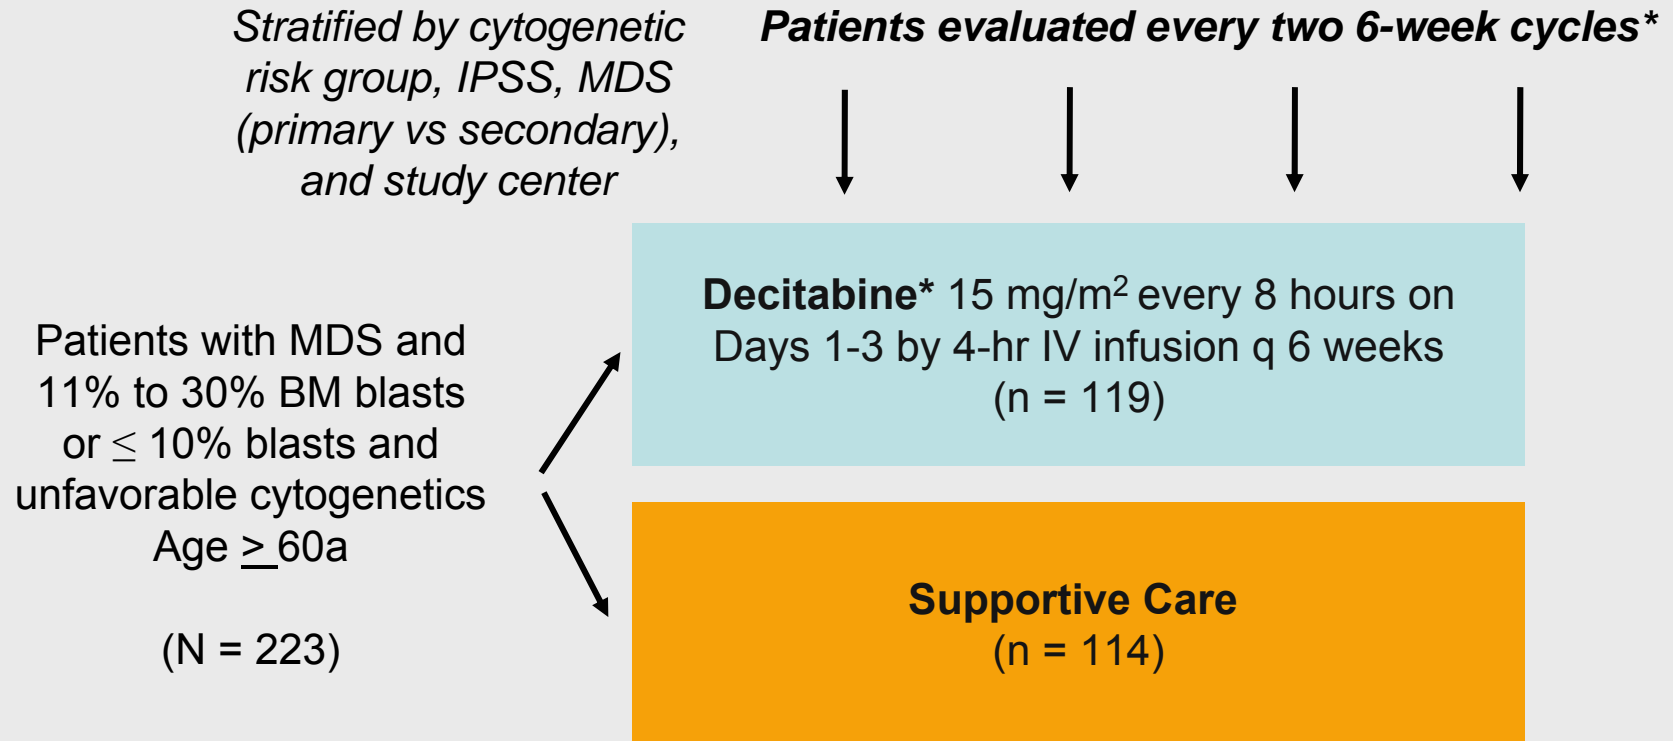 Stratified by cytogenetic
risk group, IPSS, MDS
(primary vs secondary),
and study center
Patients evaluated every two 6-week cycles*
Patients with MDS and
11% to 30% BM blasts
or ≤ 10% blasts and
unfavorable cytogenetics
Age > 60a
(N = 223)
Decitabine* 15 mg/m² every 8 hours on
Days 1-3 by 4-hr IV infusion q 6 weeks
(n = 119)
Supportive Care
(n = 114)